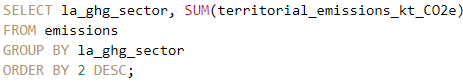 SELECT la_ghg_sector, SUM(territorial_emissions_kt_CO2e)
FROM emissions
GROUP BY la_ghg_sector
ORDER BY 2 DESC;